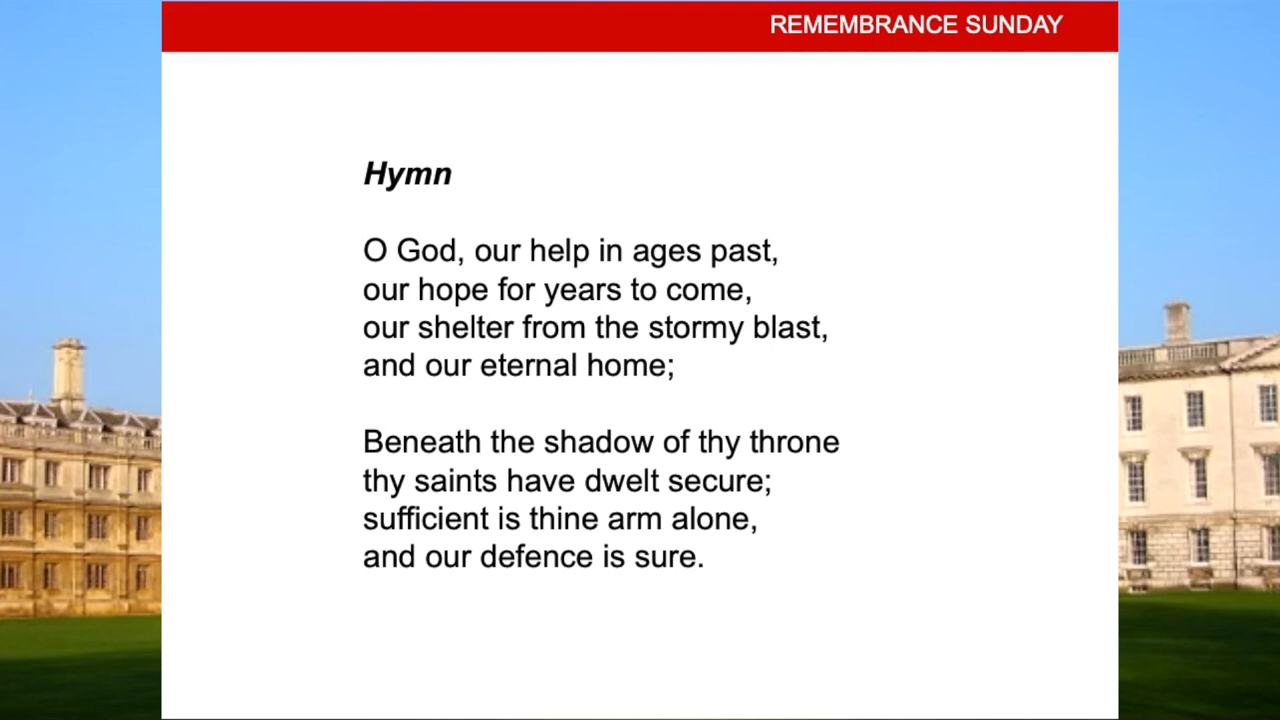 REMEMBRANCE SUNDAY
Hymn
O God, our help in ages past,
our hope for years to come,
our shelter from the stormy blast,
and our eternal home;
Beneath the shadow of thy throne
thy saints have dwelt secure;
sufficient is thine arm alone,
and our defence is sure.